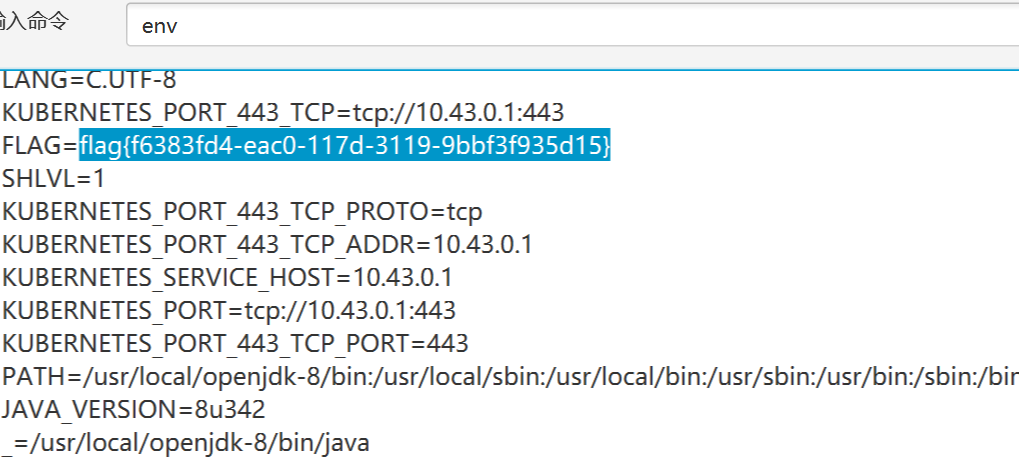 输入命令 env
LANG=C.UTF-8
KUBERNETES_PORT_443_TCP=tcp://10.43.0.1:443
FLAG=flag{f6383fd4-eac0-117d-3119-9bbf3f935d15}
SHLVL=1
KUBERNETES_PORT_443_TCP_PROTO=tcp
KUBERNETES_PORT_443_TCP_ADDR=10.43.0.1
KUBERNETES_SERVICE_HOST=10.43.0.1
KUBERNETES_PORT=tcp://10.43.0.1:443
KUBERNETES_PORT_443_TCP_PORT=443
PATH=/usr/local/openjdk-8/bin:/usr/local/sbin:/usr/local/bin:/usr/sbin:/usr/bin:/sbin:/bin
JAVA_VERSION=8u342
_=/usr/local/openjdk-8/bin/java